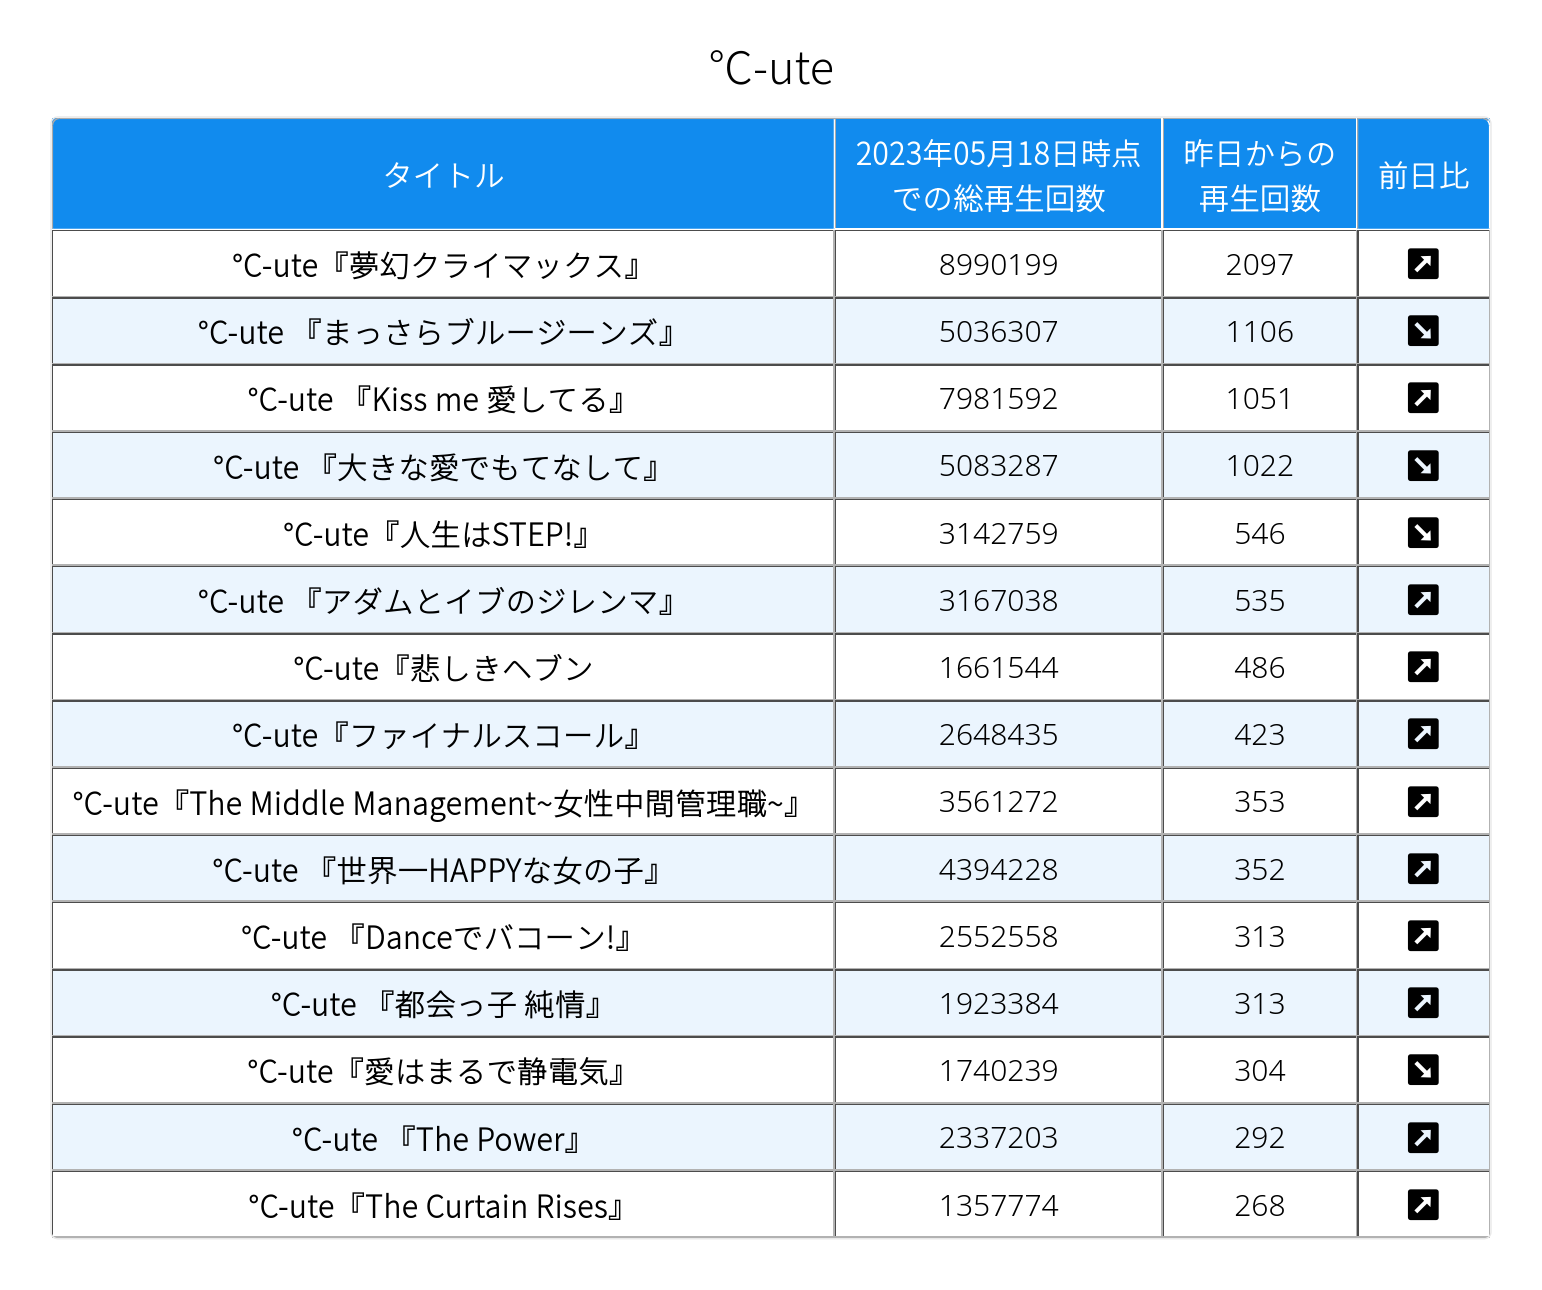 ℃-ute
タイトル
2023年05月18日時点
での総再生回数
昨日からの
再生回数
前日比
℃-ute『夢幻クライマックス』 8990199 2097
℃-ute 『まっさらブルージーンズ』 5036307 1106
℃-ute 『Kiss me 愛してる』 7981592 1051
℃-ute 『大きな愛でもてなして』 5083287 1022
℃-ute『人生はSTEP!』 3142759 546
℃-ute 『アダムとイブのジレンマ』 3167038 535
℃-ute『悲しきヘブン 1661544 486
℃-ute『ファイナルスコール』 2648435 423
℃-ute『The Middle Management~女性中間管理職~』 3561272 353
℃-ute 『世界一HAPPYな女の子』 4394228 352
℃-ute 『Danceでバコーン!』 2552558 313
℃-ute 『都会っ子 純情』 1923384 313
℃-ute『愛はまるで静電気』 1740239 304
℃-ute 『The Power』 2337203 292
℃-ute『The Curtain Rises』 1357774 268